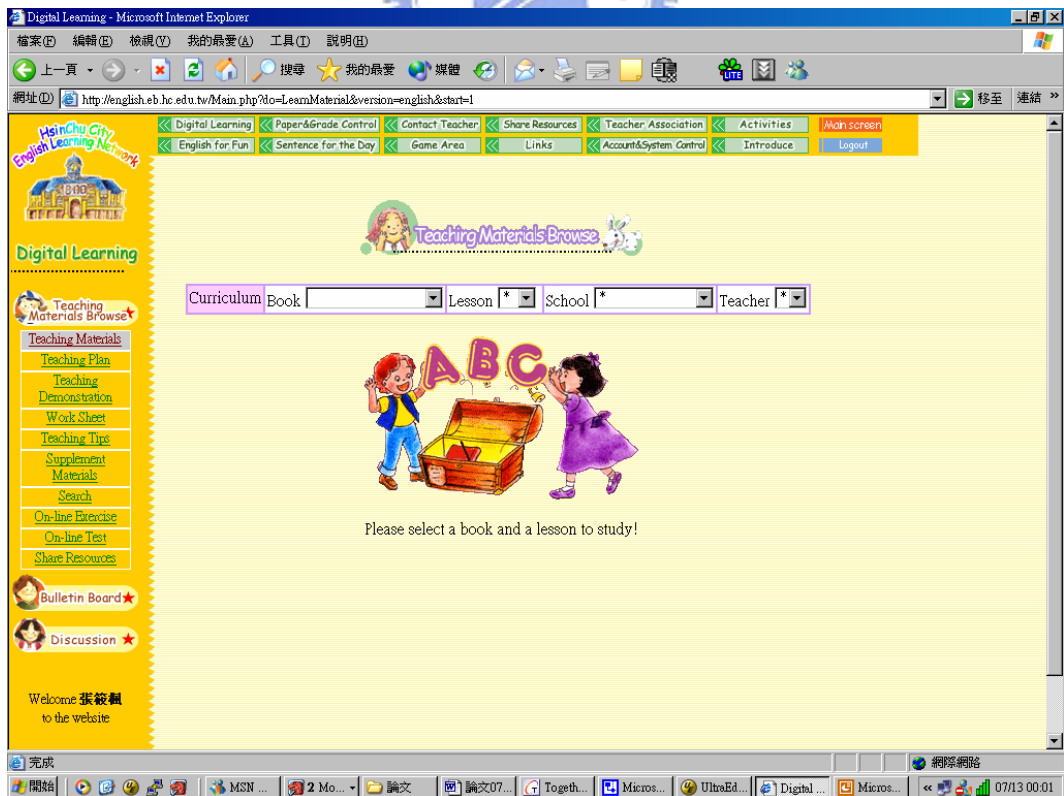 Digital Learning - Microsoft Internet Explorer
檔案(F) 編輯(E) 檢視(V) 我的最愛(A) 工具(T) 說明(H)
上一頁 搜尋 我的最愛 媒體 LITE
網址(D) http://english.eb.hc.edu.tw/Main.php?do=LearnMaterial&version=english&start=1 移至 連結 »
HsinChu City
English Learning Network
Digital Learning Paper&Grade Control Contact Teacher Share Resources Teacher Association Activities Main screen
English for Fun Sentence for the Day Game Area Links Account&System Control Introduce Logout
Digital Learning
Teaching Materials Browse
Curriculum Book Lesson * School * Teacher *
Teaching
Materials Browse
Teaching Materials
Teaching Plan
Teaching
Demonstration
Work Sheet
Teaching Tips
Supplement
Materials
Search
On-line Exercise
On-line Test
Share Resources
ABC
Please select a book and a lesson to study!
Bulletin Board
Discussion
Welcome 張筱
to the website
完成 網際網路
開始 MSN ... 2 Mo... 論文 論文07... Togeth... Micros... UltraEd... Digital ... Micros... « 07/13 00:01